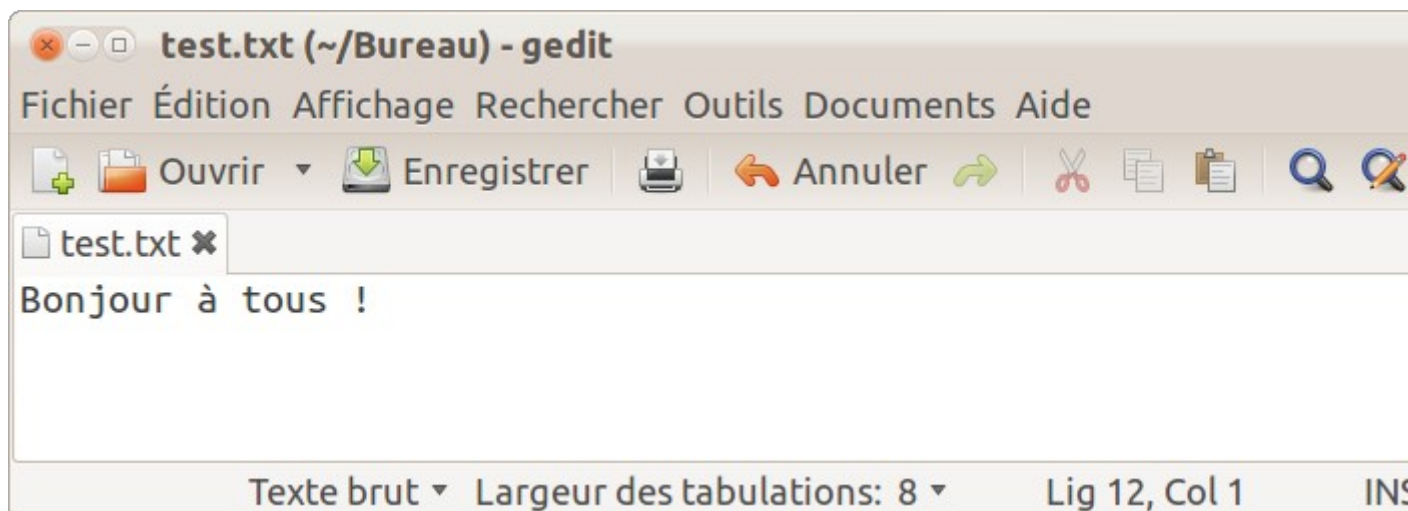 test.txt (~/Bureau) - gedit
Fichier Édition Affichage Rechercher Outils Documents Aide
Ouvrir Enregistrer Annuler
test.txt
Bonjour à tous !
Texte brut Largeur des tabulations: 8 Lig 12, Col 1 INS